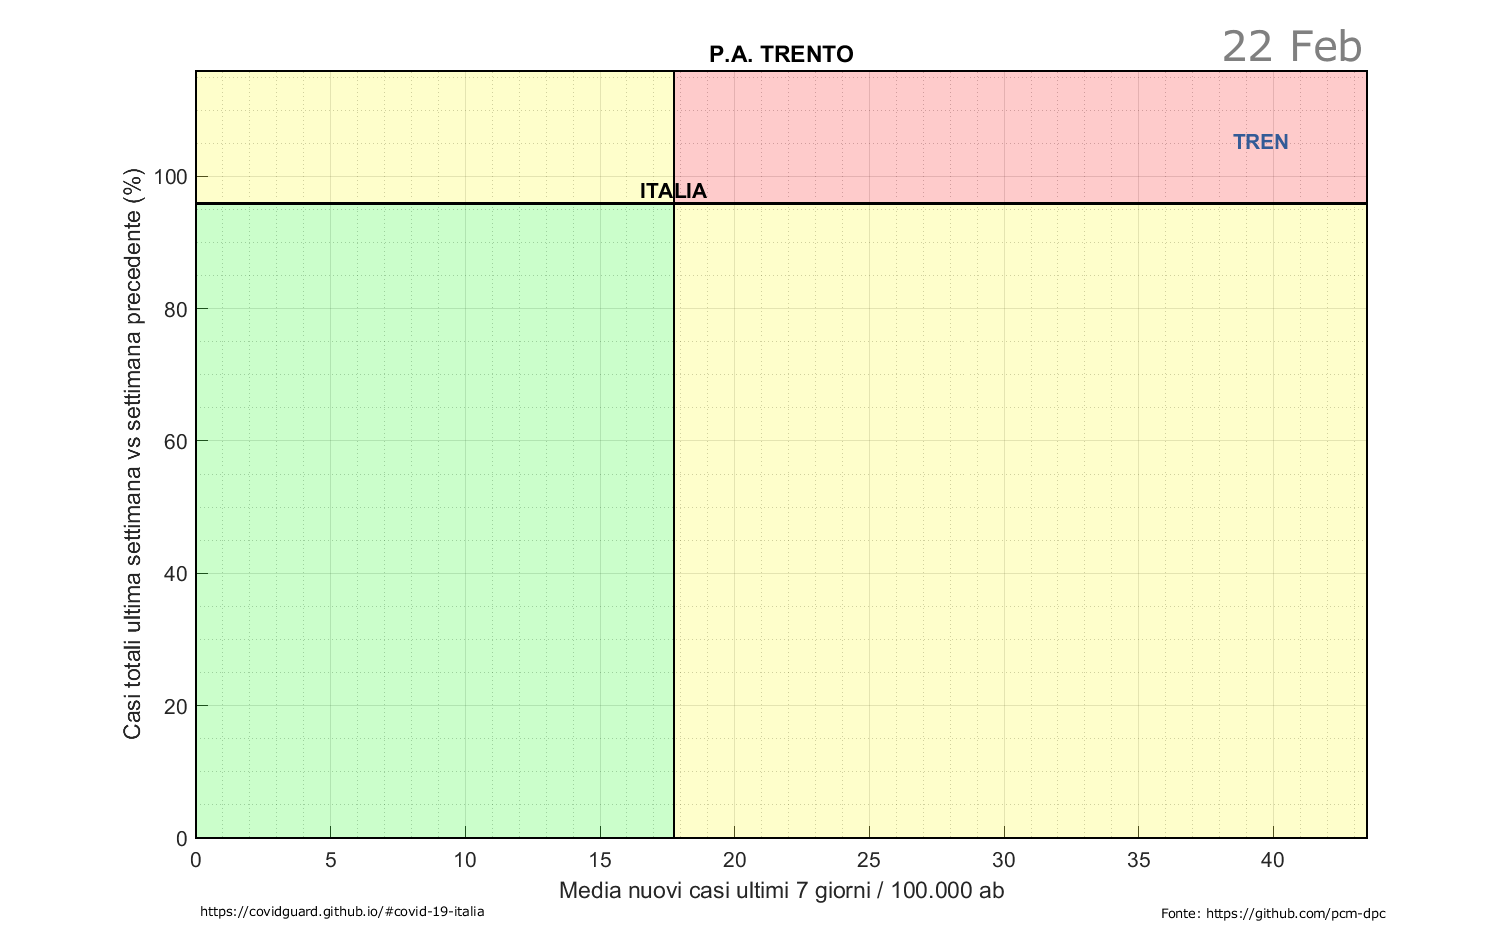 22 Feb
P.A. TRENTO
TREN
ITALIA
Casi totali ultima settimana vs settimana precedente (%)
100
80
60
40
20
0
0 5 10 15 20 25 30 35 40
Media nuovi casi ultimi 7 giorni / 100.000 ab
https://covidguard.github.io/#covid-19-italia
Fonte: https://github.com/pcm-dpc